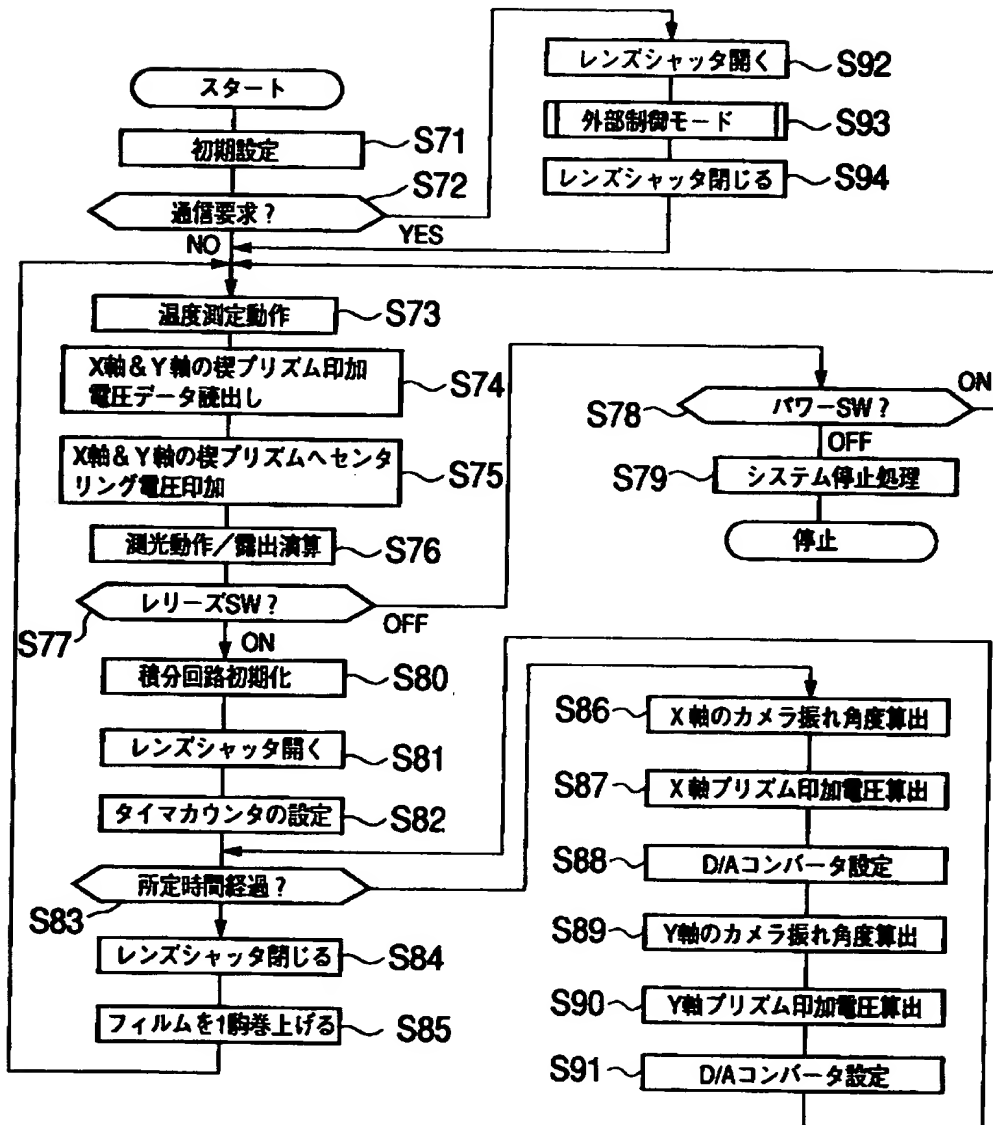 スタート
初期設定
S71
通信要求?
S72
NO
YES
レンズシャッタ開く
S92
外部制御モード
S93
レンズシャッタ閉じる
S94
温度測定動作
S73
X軸&Y軸の楔プリズム印加
電圧データ読出し
S74
X軸&Y軸の楔プリズムへセンタ
リング電圧印加
S75
測光動作/露出演算
S76
レリーズSW?
S77
OFF
ON
パワーSW?
S78
ON
OFF
システム停止処理
S79
停止
積分回路初期化
S80
レンズシャッタ開く
S81
タイマカウンタの設定
S82
所定時間経過?
S83
レンズシャッタ閉じる
S84
フィルムを1駒巻上げる
S85
S86
X軸のカメラ振れ角度算出
S87
X軸プリズム印加電圧算出
S88
D/Aコンバータ設定
S89
Y軸のカメラ振れ角度算出
S90
Y軸プリズム印加電圧算出
S91
D/Aコンバータ設定